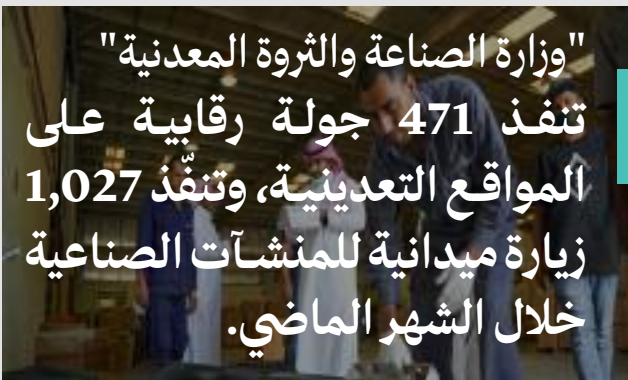 "وزارة الصناعة والثروة المعدنية"
تنفذ 471 جولة رقابية على
المواقع التعدينية، وتنفّذ 1,027
زيارة ميدانية للمنشآت الصناعية
خلال الشهر الماضي.